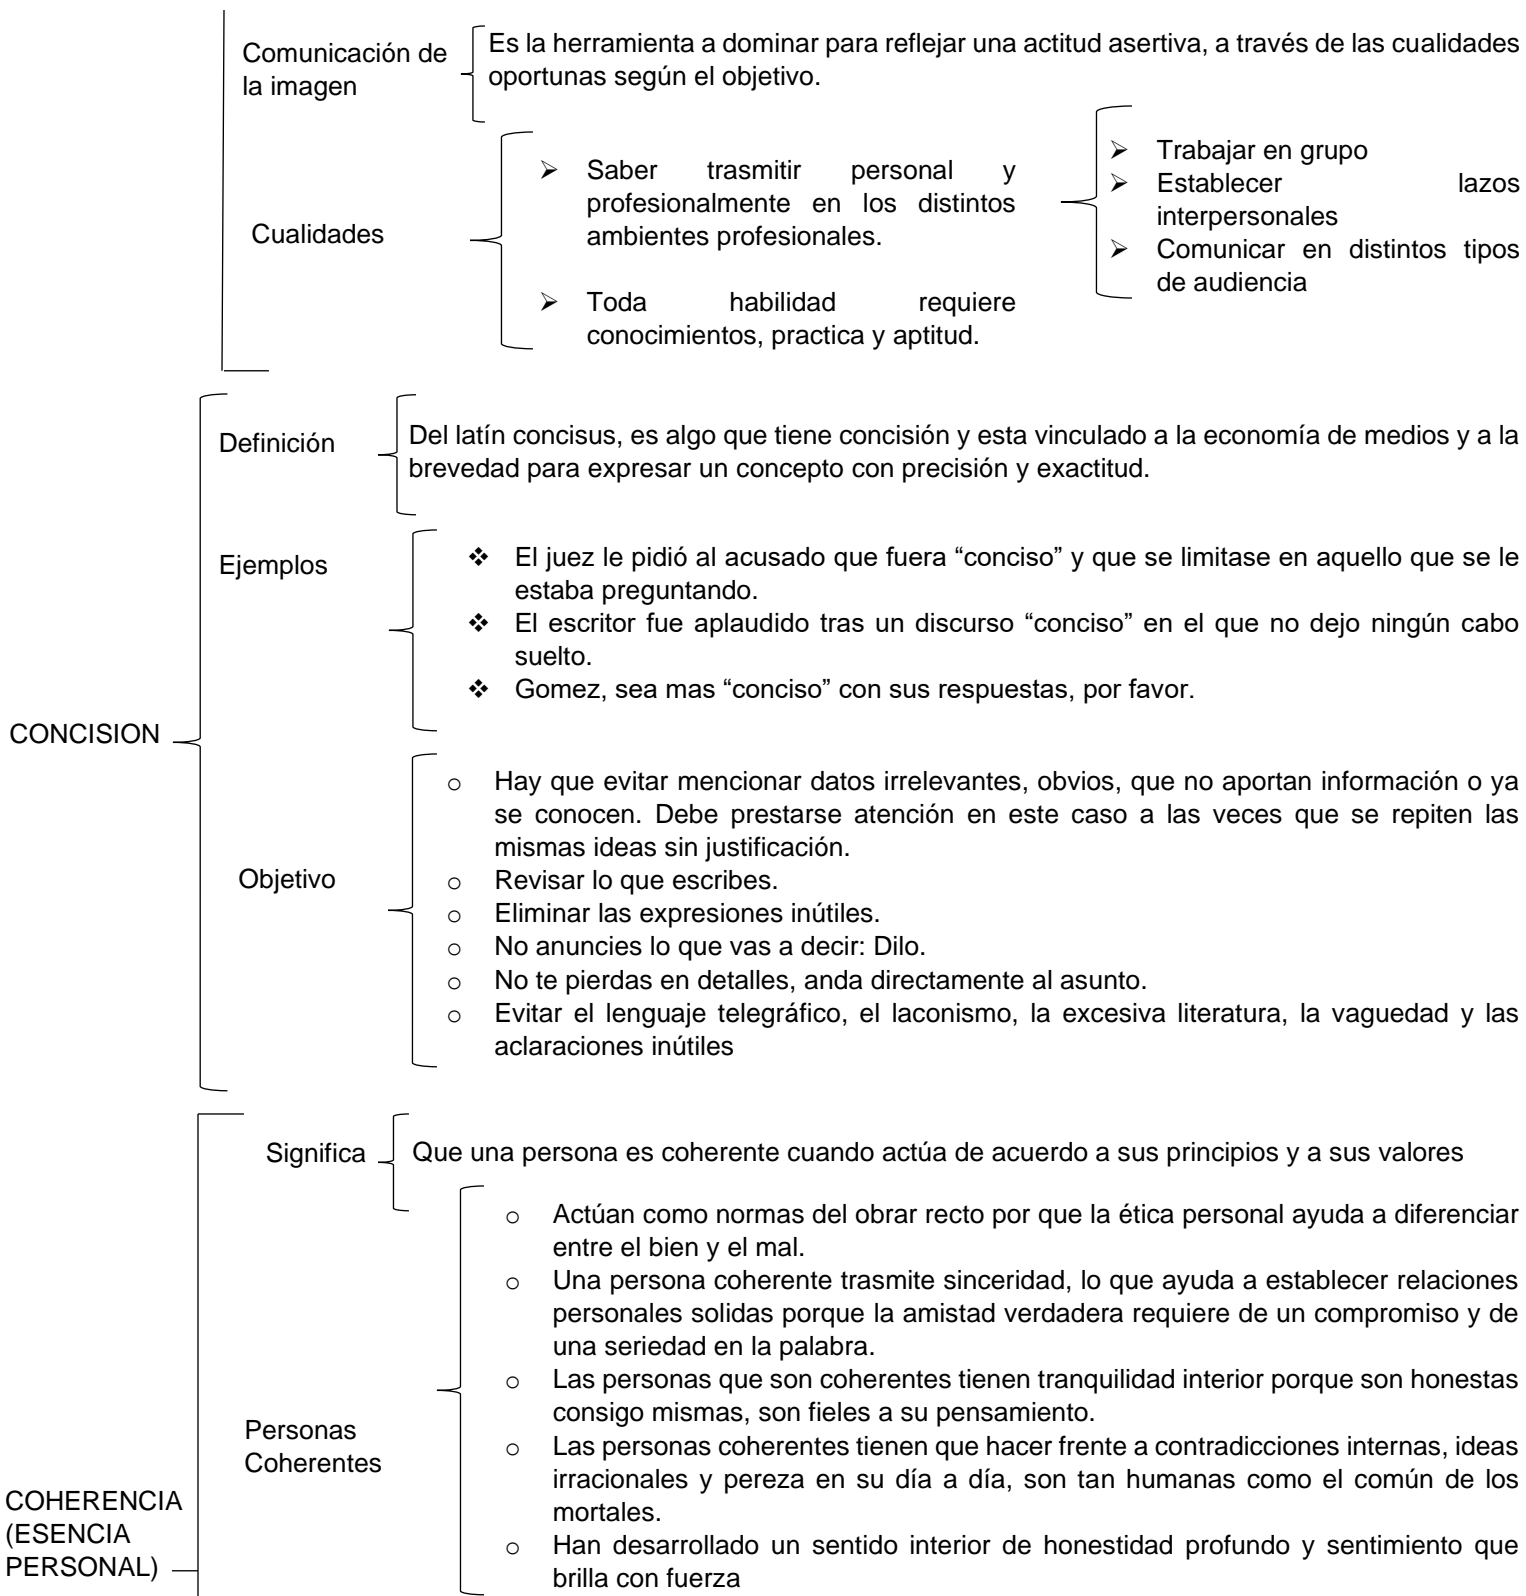 Comunicación de
la imagen
Es la herramienta a dominar para reflejar una actitud asertiva, a través de las cualidades
oportunas según el objetivo.
Cualidades
Saber trasmitir personal y
profesionalmente en los distintos
ambientes profesionales.
Toda habilidad requiere
conocimientos, practica y aptitud.
Trabajar en grupo
Establecer lazos
interpersonales
Comunicar en distintos tipos
de audiencia
CONCISION
Definición
Del latín concisus, es algo que tiene concisión y esta vinculado a la economía de medios y a la
brevedad para expresar un concepto con precisión y exactitud.
Ejemplos
El juez le pidió al acusado que fuera “conciso” y que se limitase en aquello que se le
estaba preguntando.
El escritor fue aplaudido tras un discurso “conciso” en el que no dejo ningún cabo
suelto.
Gomez, sea mas “conciso” con sus respuestas, por favor.
Objetivo
Hay que evitar mencionar datos irrelevantes, obvios, que no aportan información o ya
se conocen. Debe prestarse atención en este caso a las veces que se repiten las
mismas ideas sin justificación.
Revisar lo que escribes.
Eliminar las expresiones inútiles.
No anuncies lo que vas a decir: Dilo.
No te pierdas en detalles, anda directamente al asunto.
Evitar el lenguaje telegráfico, el laconismo, la excesiva literatura, la vaguedad y las
aclaraciones inútiles
COHERENCIA
(ESENCIA
PERSONAL)
Significa
Que una persona es coherente cuando actúa de acuerdo a sus principios y a sus valores
Personas
Coherentes
Actúan como normas del obrar recto por que la ética personal ayuda a diferenciar
entre el bien y el mal.
Una persona coherente trasmite sinceridad, lo que ayuda a establecer relaciones
personales solidas porque la amistad verdadera requiere de un compromiso y de
una seriedad en la palabra.
Las personas que son coherentes tienen tranquilidad interior porque son honestas
consigo mismas, son fieles a su pensamiento.
Las personas coherentes tienen que hacer frente a contradicciones internas, ideas
irracionales y pereza en su día a día, son tan humanas como el común de los
mortales.
Han desarrollado un sentido interior de honestidad profundo y sentimiento que
brilla con fuerza